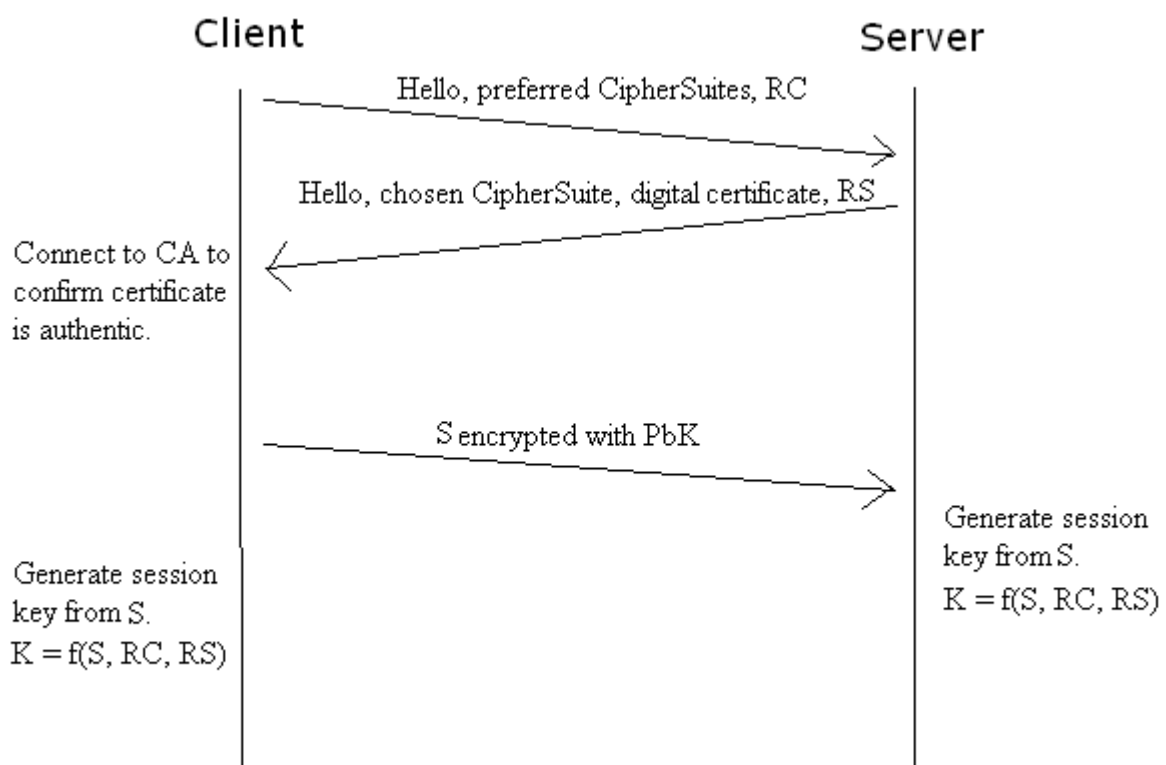 Client
Server
Hello, preferred CipherSuites, RC
Hello, chosen CipherSuite, digital certificate, RS
Connect to CA to
confirm certificate
is authentic.
S encrypted with PbK
Generate session
key from S.
K = f(S, RC, RS)
Generate session
key from S.
K = f(S, RC, RS)